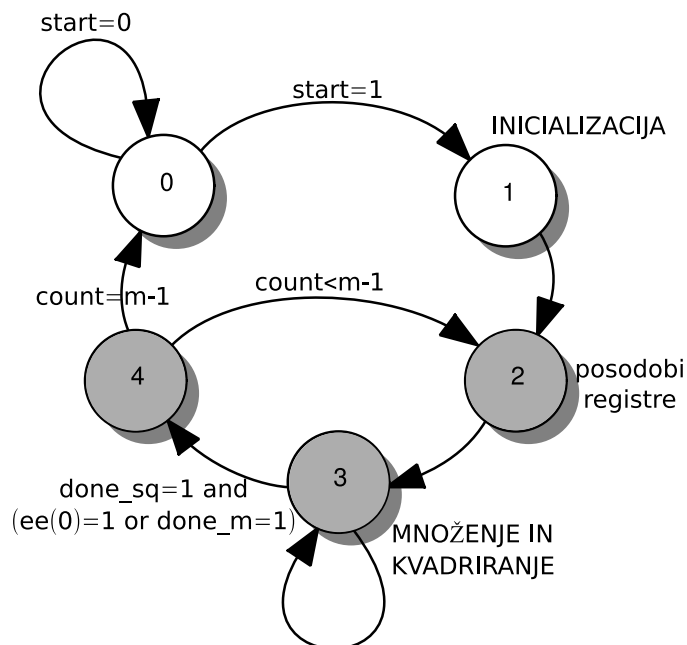 start=0
start=1
INICIALIZACIJA
0
1
count=m-1
count<m-1
4
2
posodobi
registre
3
done_sq=1 and
(ee(0)=1 or done_m=1)
MNOŽENJE IN
KVADRIRANJE